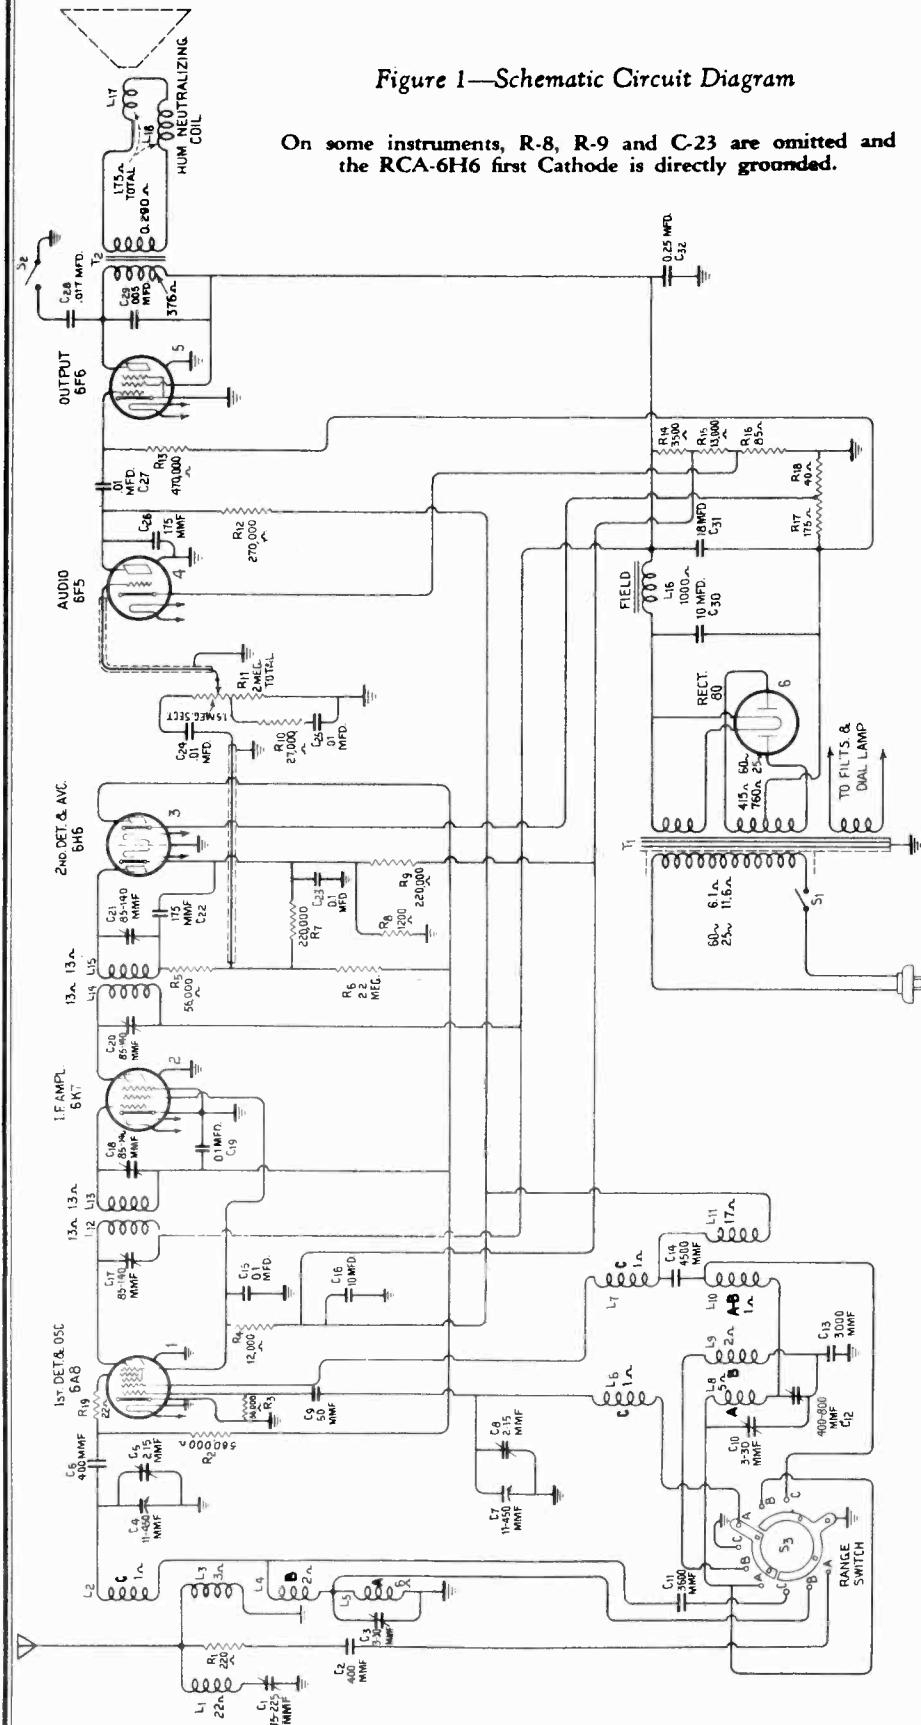 Figure 1—Schematic Circuit Diagram
On some instruments, R-8, R-9 and C-23 are omitted and
the RCA-6H6 first Cathode is directly grounded.
L17
L18
HUM NEUTRALIZING
COIL
175Ω
TOTAL
0.290Ω
S2
T2
C28
.017 MFD.
C29
.005
MFD.
376Ω
0.25 MFD.
C32
OUTPUT
6F6
5
R13
470,000
Ω
.01
MFD.
C27
C26
175
MMF
R12
270,000
Ω
AUDIO
6F5
4
R14
3500
Ω
R15
13,000
Ω
R16
85Ω
R18
40Ω
R17
175Ω
18 MFD
C31
FIELD
L16
1000Ω
10 MFD.
C30
R11
2 MEG.
TOTAL
1.5 MEG. SECT.
C24
.01
MFD.
R10
27,000
Ω
C25
.01
MFD.
RECT.
80
6
60~ 25~
415Ω 760Ω
TO FILTS. &
DIAL LAMP
T1
6.1Ω
11.6Ω
60~
25~
S1
2ND. DET. & AVC.
6H6
3
C21
85-140
MMF
175
MMF
C22
13Ω
L15
13Ω
L14
R5
56,000
Ω
220,000
R7
C23
0.1
MFD
R9
220,000
Ω
R8
1200
Ω
R6
2.2
MEG.
C20
85-140
MMF
I.F. AMPL.
6K7
2
C18
MMF
0.1 MFD.
C19
13Ω
L13
13Ω
L12
C17
85-140
MMF
C15
0.1
MFD.
C16
10 MFD.
R4
12,000
Ω
1ST. DET. & OSC
6A8
1
R19
22Ω
R3
56,000
Ω
C9
50
MMF
R2
560,000
Ω
C6
400 MMF
C5
2-15
MMF
C4
11-450
MMF
C8
2-15
MMF
C7
11-450
MMF
L7
C
1Ω
C14
4500
MMF
L11
17Ω
L10
A-B
1Ω
L9
2Ω
L8
5Ω
B
A
C13
3,000
MMF
L6
1Ω
C
C10
3-30
MMF
400-800
MMF
C12
L2
C
1Ω
L3
3Ω
L4
B
2Ω
L5
A
C3
3-30
MMF
C11
3600
MMF
R1
220
Ω
C2
400
MMF
L1
22Ω
C1
15-225
MMF
A
B
C
A
B
C
A
B
C
A
B
C
S3
RANGE
SWITCH